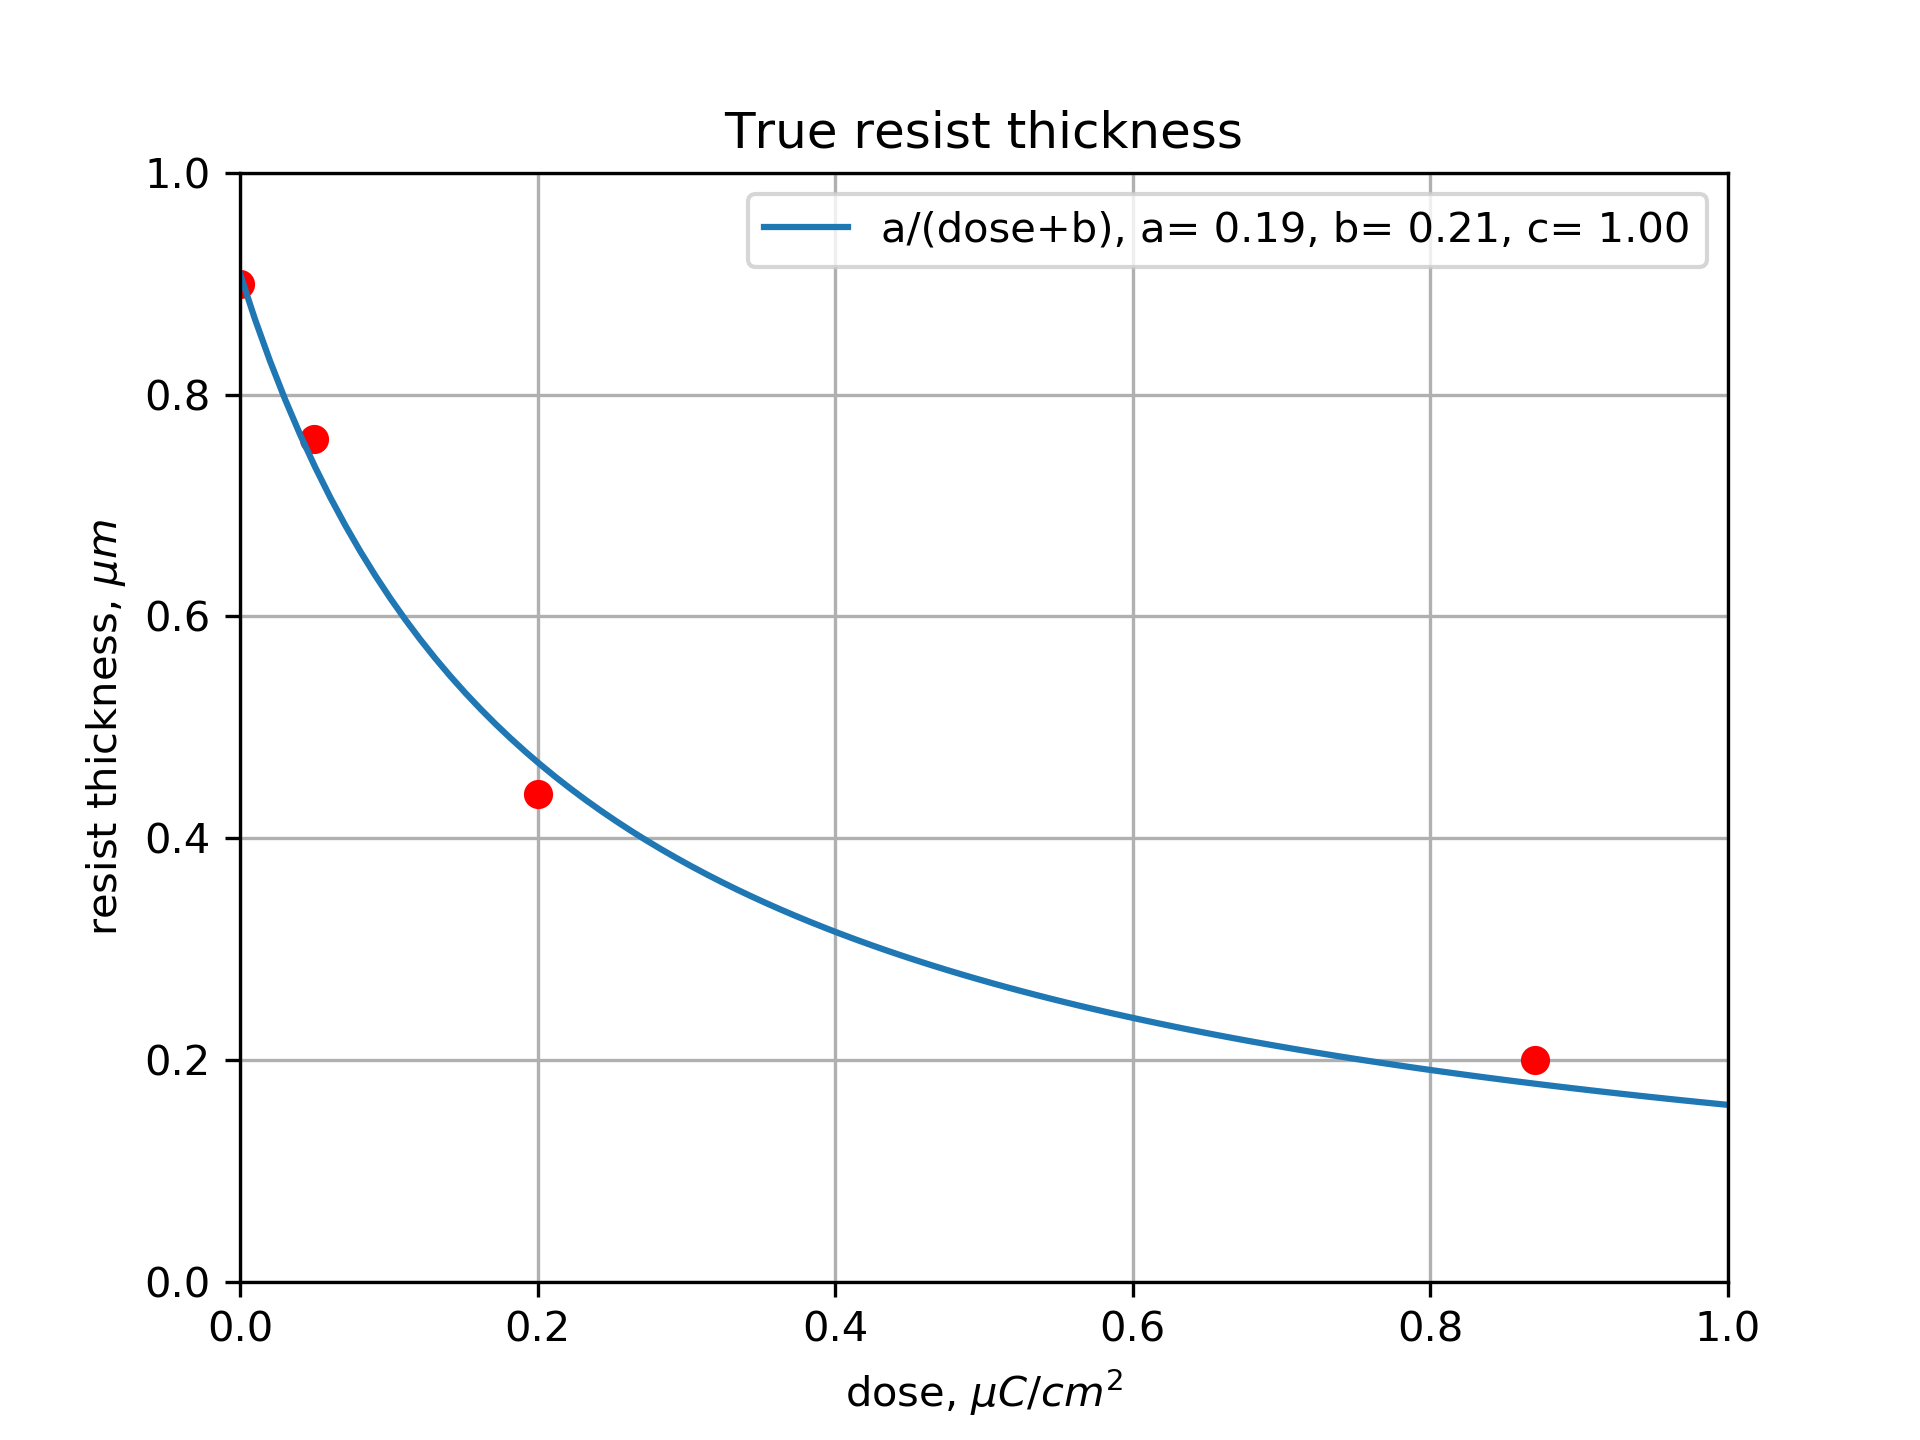 True resist thickness
a/(dose+b), a= 0.19, b= 0.21, c= 1.00
resist thickness, μm
1.0
0.8
0.6
0.4
0.2
0.0
0.0 0.2 0.4 0.6 0.8 1.0
dose, μC/cm²